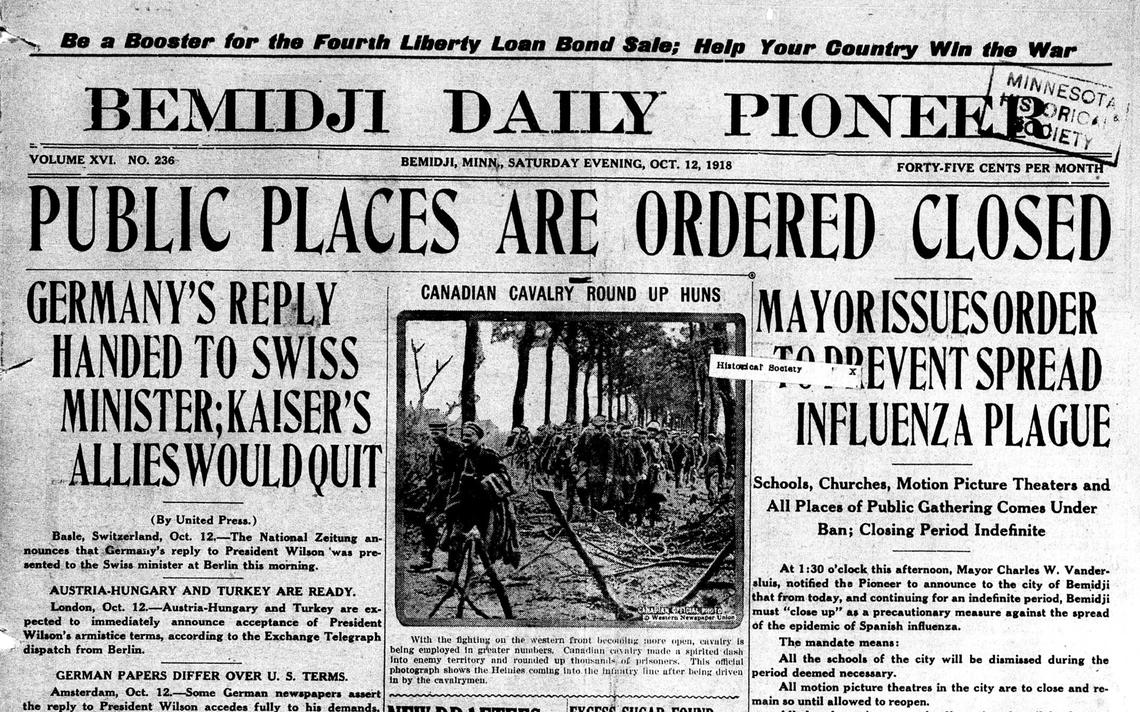 Be a Booster for the Fourth Liberty Loan Bond Sale; Help Your Country Win the War
BEMIDJI DAILY PIONEER
MINNESOTA
HISTORICAL
SOCIETY
VOLUME XVI. NO. 236
BEMIDJI, MINN., SATURDAY EVENING, OCT. 12, 1918
FORTY-FIVE CENTS PER MONTH
PUBLIC PLACES ARE ORDERED CLOSED
GERMANY'S REPLY
HANDED TO SWISS
MINISTER; KAISER'S
ALLIES WOULD QUIT
(By United Press.)
Basle, Switzerland, Oct. 12.—The National Zeitung an-
nounces that Germany's reply to President Wilson was pre-
sented to the Swiss minister at Berlin this morning.
AUSTRIA-HUNGARY AND TURKEY ARE READY.
London, Oct. 12.—Austria-Hungary and Turkey are ex-
pected to immediately announce acceptance of President
Wilson's armistice terms, according to the Exchange Telegraph
dispatch from Berlin.
GERMAN PAPERS DIFFER OVER U. S. TERMS.
Amsterdam, Oct. 12.—Some German newspapers assert
the reply to President Wilson accedes fully to his demands,
CANADIAN CAVALRY ROUND UP HUNS
CANADIAN OFFICIAL PHOTO
© Western Newspaper Union
With the fighting on the western front becoming more open, cavalry is
being employed in greater numbers. Canadian cavalry made a spirited dash
into enemy territory and rounded up thousands of prisoners. This official
photograph shows the Heinies coming into the infantry line after being driven
in by the cavalrymen.
NEW DRAFTEES
EXCESS SUGAR FOUND
MAYOR ISSUES ORDER
TO PREVENT SPREAD
INFLUENZA PLAGUE
Historical Society X
Schools, Churches, Motion Picture Theaters and
All Places of Public Gathering Comes Under
Ban; Closing Period Indefinite
At 1:30 o'clock this afternoon, Mayor Charles W. Vander-
sluis, notified the Pioneer to announce to the city of Bemidji
that from today, and continuing for an indefinite period, Bemidji
must "close up" as a precautionary measure against the spread
of the epidemic of Spanish influenza.
The mandate means:
All the schools of the city will be dismissed during the
period deemed necessary.
All motion picture theatres in the city are to close and re-
main so until allowed to reopen.